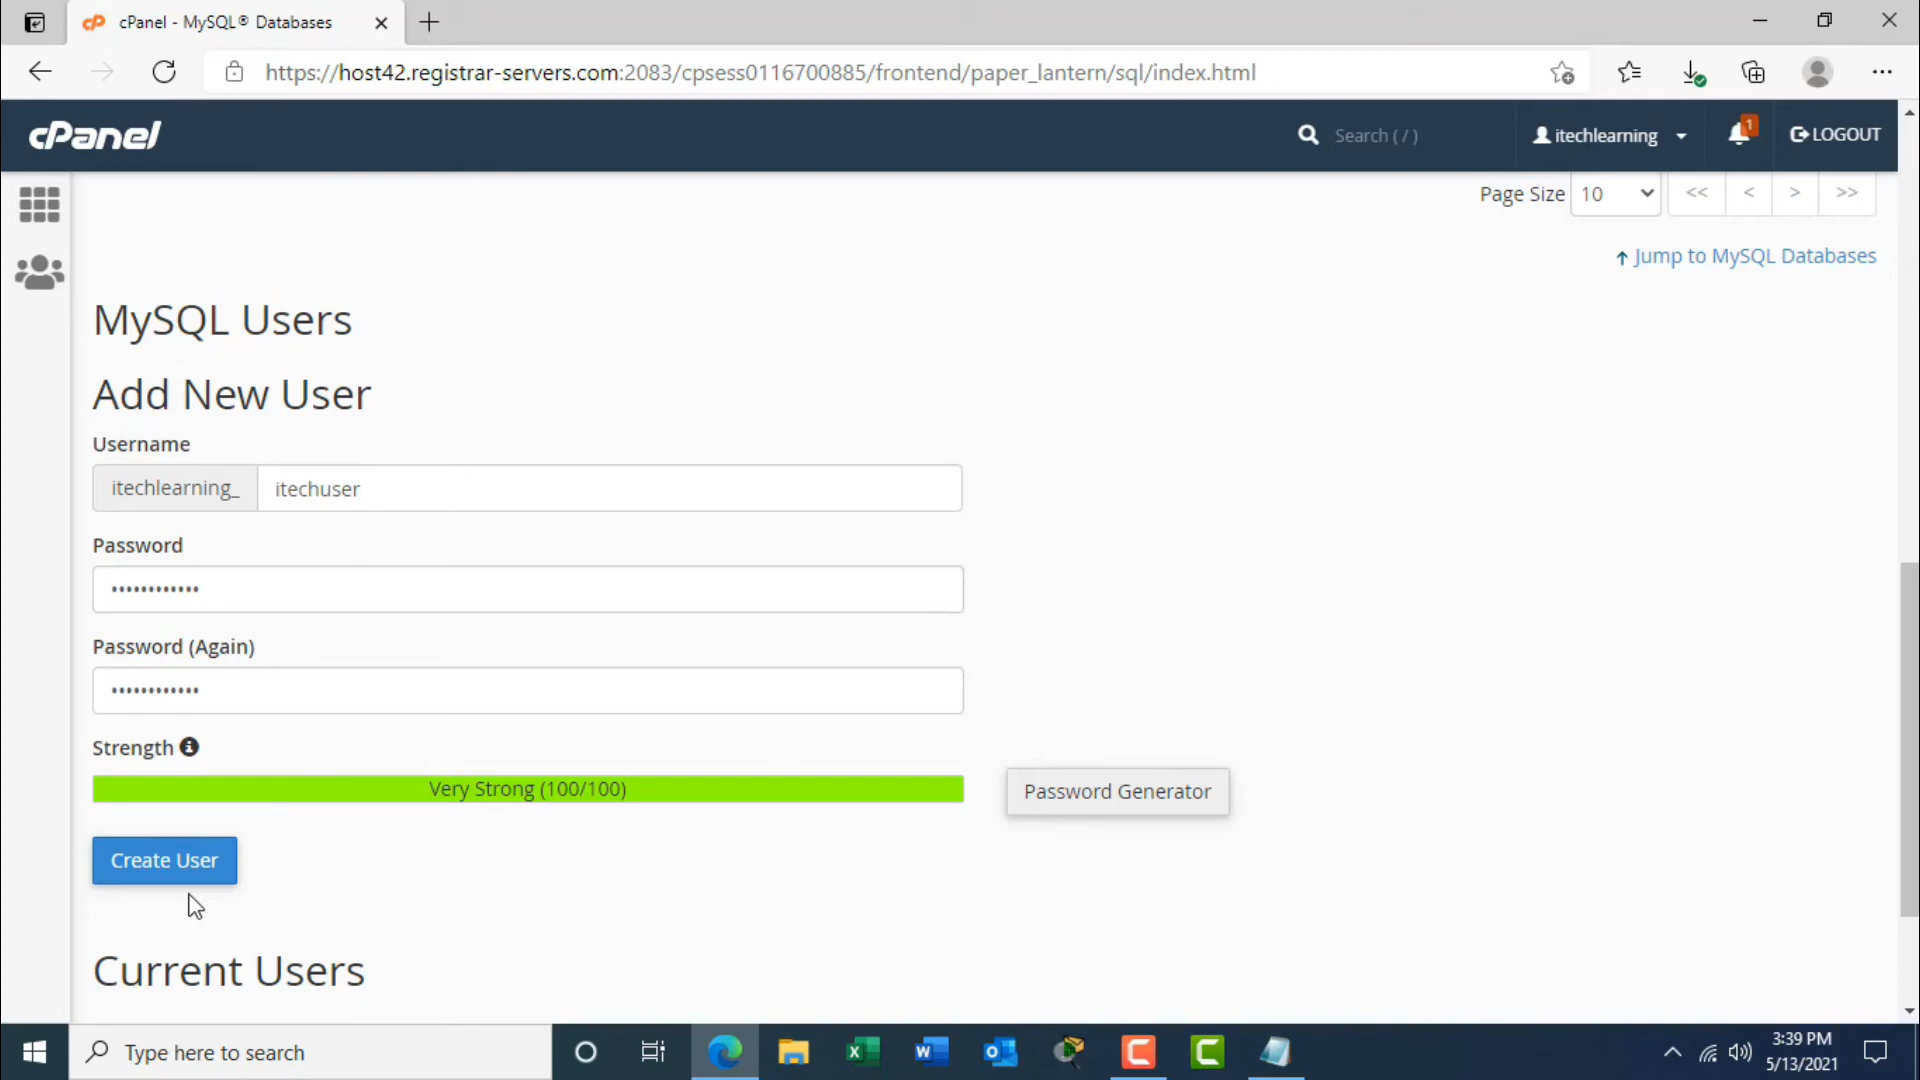 cPanel - MySQL® Databases
https://host42.registrar-servers.com:2083/cpsess0116700885/frontend/paper_lantern/sql/index.html
cPanel
Search ( / )
itechlearning
1
LOGOUT
Page Size 10 << < > >>
Jump to MySQL Databases
MySQL Users
Add New User
Username
itechlearning_ itechuser
Password
••••••••••••
Password (Again)
••••••••••••
Strength
Very Strong (100/100)
Password Generator
Create User
Current Users
Type here to search
3:39 PM
5/13/2021